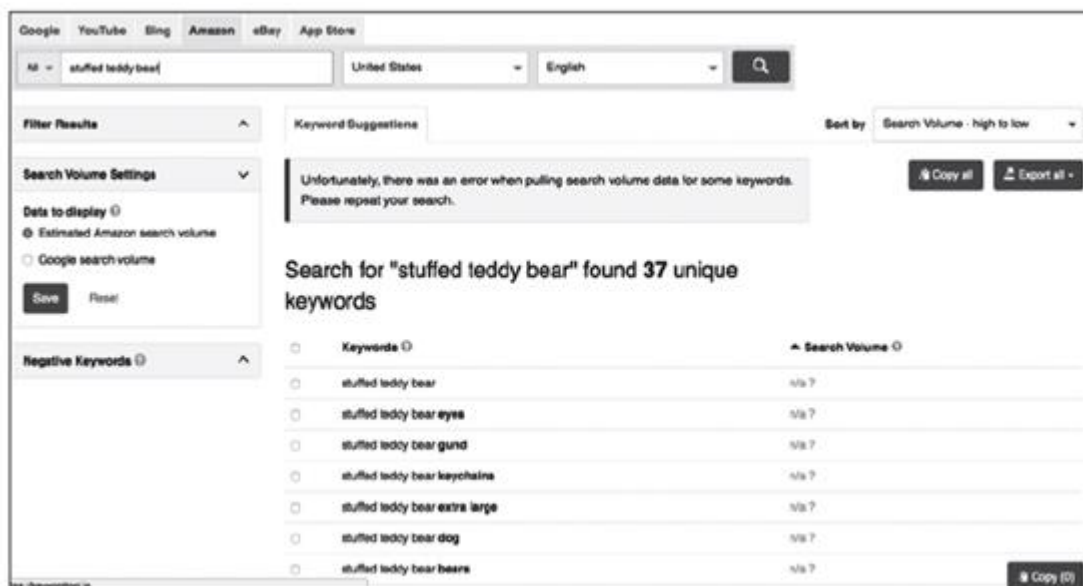 Google YouTube Bing Amazon eBay App Store
All stuffed teddy bear United States English
Filter Results
Keyword Suggestions
Sort by Search Volume - high to low
Search Volume Settings
Unfortunately, there was an error when pulling search volume data for some keywords.
Please repeat your search.
Copy all Export all
Data to display
Estimated Amazon search volume
Google search volume
Save Reset
Search for "stuffed teddy bear" found 37 unique
keywords
Negative Keywords
Keywords Search Volume
stuffed teddy bear n/a ?
stuffed teddy bear eyes n/a ?
stuffed teddy bear gund n/a ?
stuffed teddy bear keychains n/a ?
stuffed teddy bear extra large n/a ?
stuffed teddy bear dog n/a ?
stuffed teddy bear bears n/a ?
Copy (0)